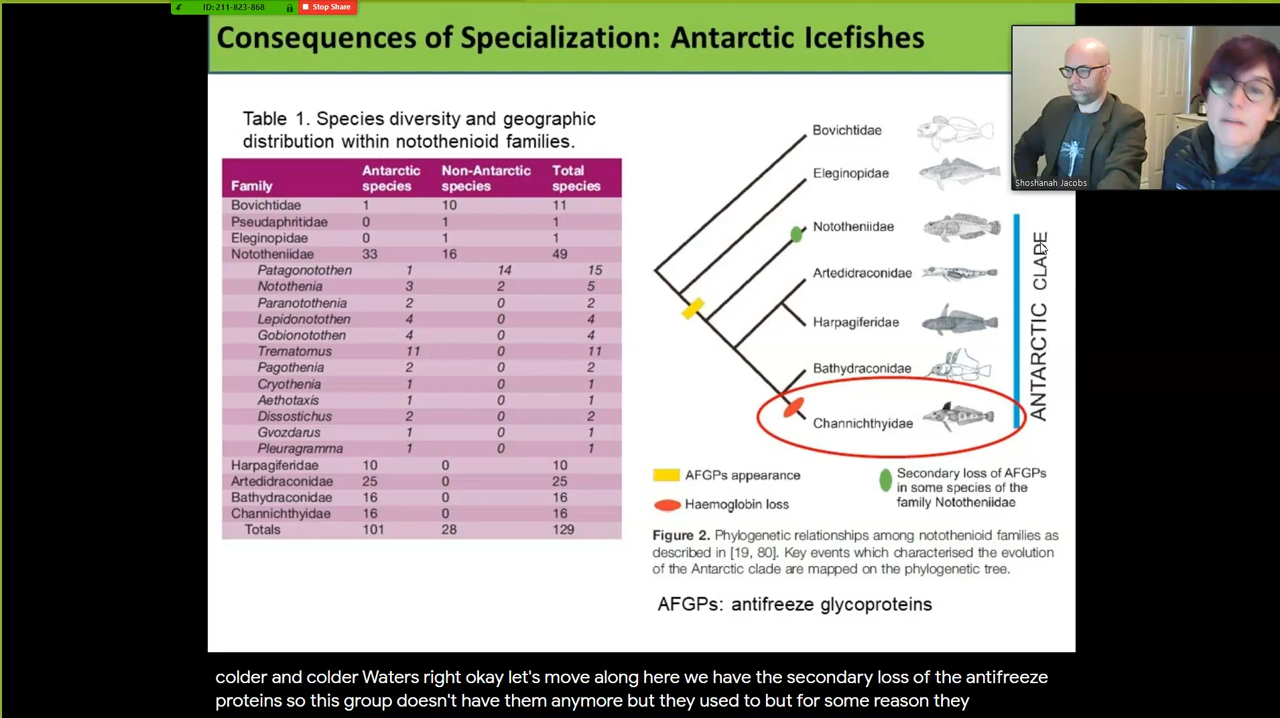 ID: 211-823-868 Stop Share
Consequences of Specialization: Antarctic Icefishes
Shoshanah Jacobs
Table 1. Species diversity and geographic
distribution within notothenioid families.
Family Antarctic species Non-Antarctic species Total species
Bovichtidae 1 10 11
Pseudaphritidae 0 1 1
Eleginopidae 0 1 1
Nototheniidae 33 16 49
Patagonotothen 1 14 15
Notothenia 3 2 5
Paranotothenia 2 0 2
Lepidonotothen 4 0 4
Gobionotothen 4 0 4
Trematomus 11 0 11
Pagothenia 2 0 2
Cryothenia 1 0 1
Aethotaxis 1 0 1
Dissostichus 2 0 2
Gvozdarus 1 0 1
Pleuragramma 1 0 1
Harpagiferidae 10 0 10
Artedidraconidae 25 0 25
Bathydraconidae 16 0 16
Channichthyidae 16 0 16
Totals 101 28 129
Bovichtidae
Eleginopidae
Nototheniidae
Artedidraconidae
Harpagiferidae
Bathydraconidae
Channichthyidae
ANTARCTIC CLADE
AFGPs appearance
Haemoglobin loss
Secondary loss of AFGPs
in some species of the
family Nototheniidae
Figure 2. Phylogenetic relationships among notothenioid families as
described in [19, 80]. Key events which characterised the evolution
of the Antarctic clade are mapped on the phylogenetic tree.
AFGPs: antifreeze glycoproteins
colder and colder Waters right okay let's move along here we have the secondary loss of the antifreeze
proteins so this group doesn't have them anymore but they used to but for some reason they